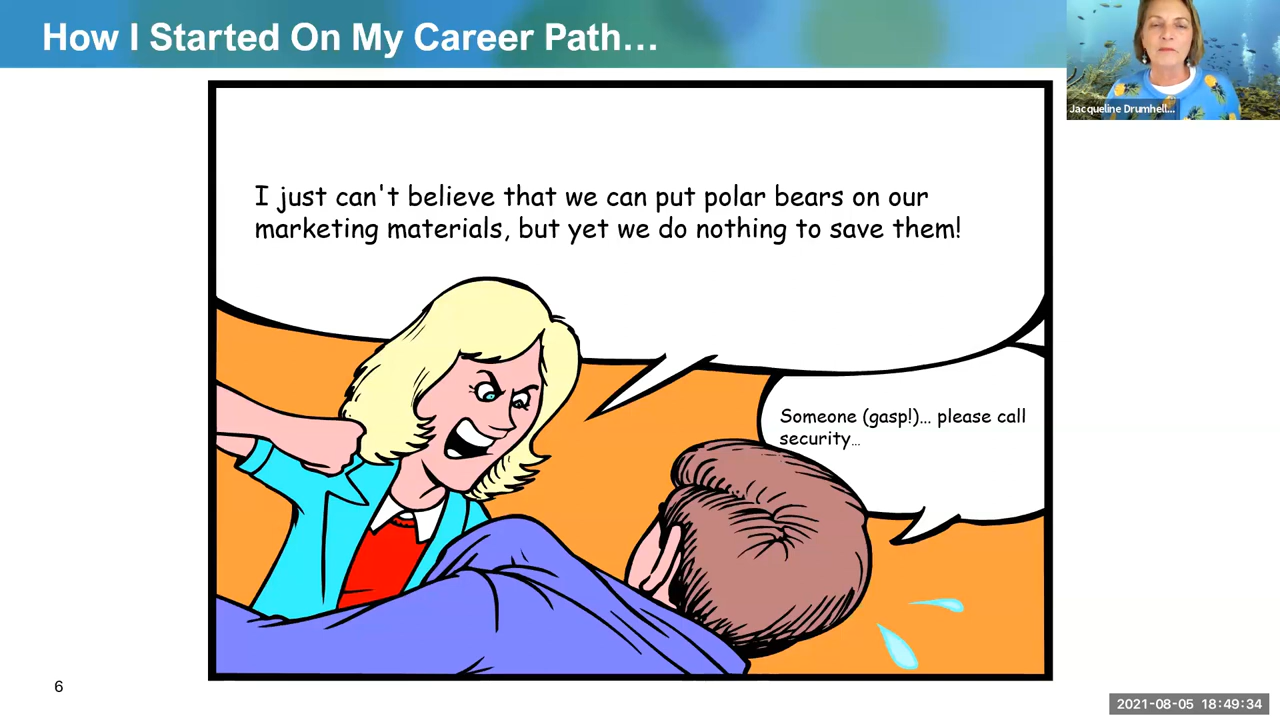 How I Started On My Career Path…
Jacqueline Drumhell...
I just can't believe that we can put polar bears on our
marketing materials, but yet we do nothing to save them!
Someone (gasp!)... please call
security…
6
2021-08-05 18:49:34